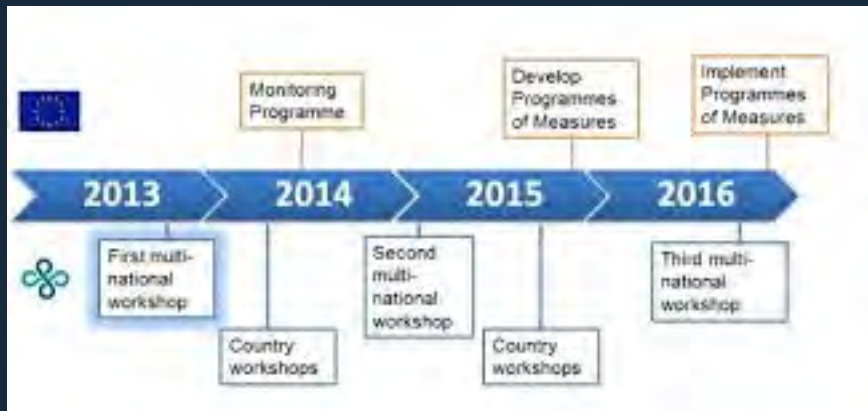 Monitoring
Programme
Develop
Programmes
of Measures
Implement
Programmes
of Measures
2013
2014
2015
2016
First multi-
national
workshop
Second
multi-
national
workshop
Third multi-
national
workshop
Country
workshops
Country
workshops